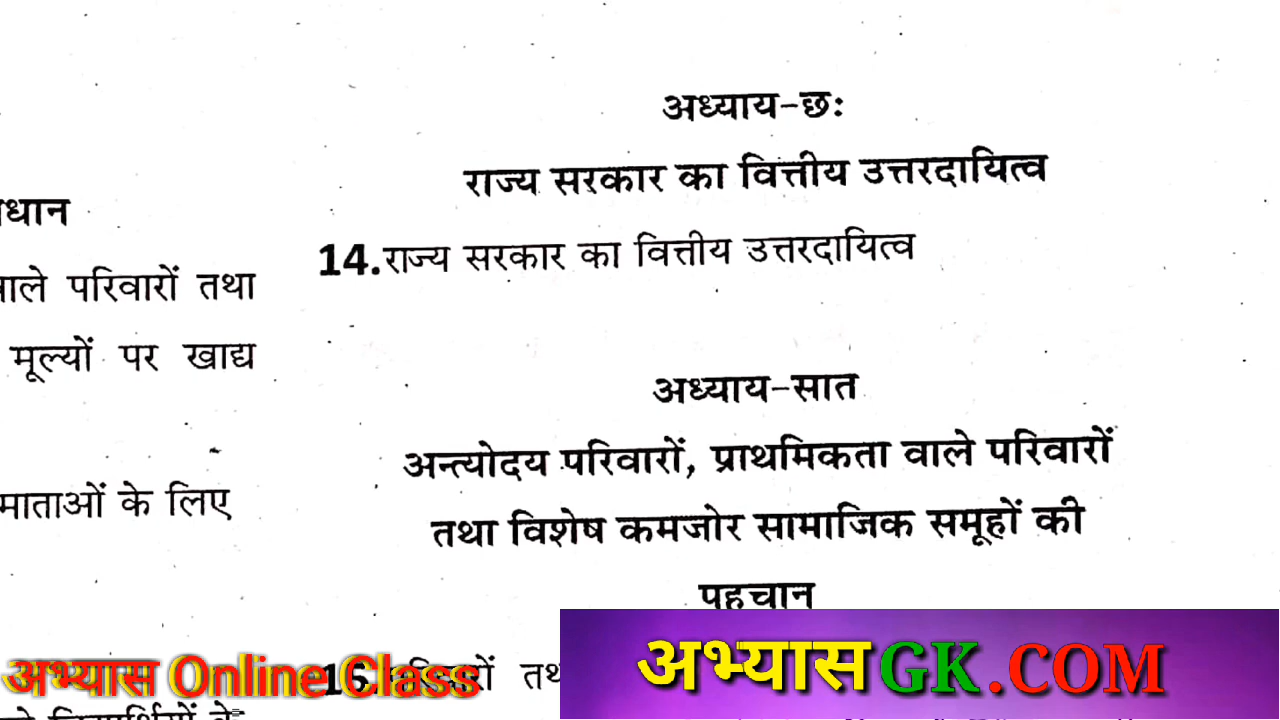 धान
वाले परिवारों तथा
मूल्यों पर खाद्य
माताओं के लिए
अध्याय-छः
राज्य सरकार का वित्तीय उत्तरदायित्व
14.राज्य सरकार का वित्तीय उत्तरदायित्व
अध्याय-सात
अन्त्योदय परिवारों, प्राथमिकता वाले परिवारों
तथा विशेष कमजोर सामाजिक समूहों की
पहचान
अभ्यास Online Class
अभ्यासGK.COM